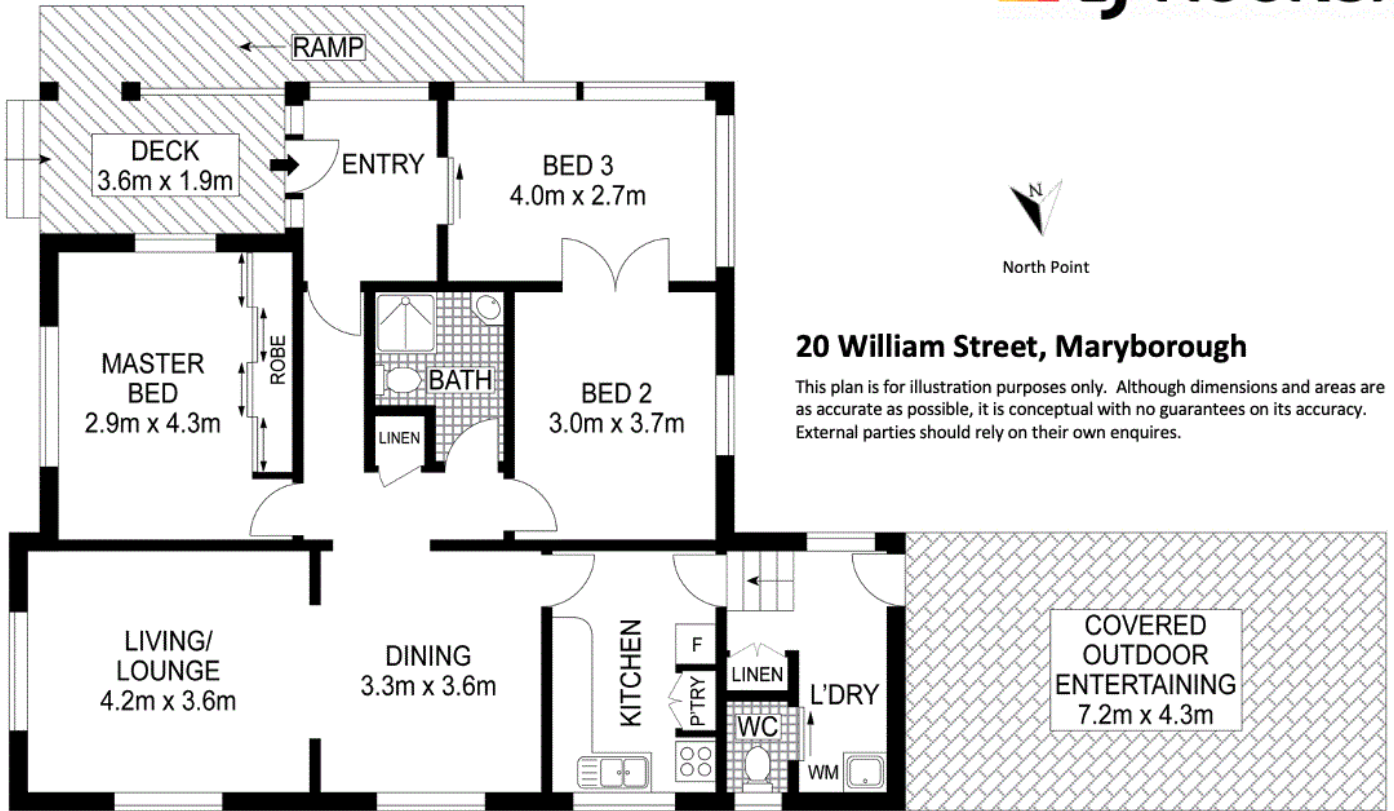 RAMP
DECK
3.6m x 1.9m
ENTRY
BED 3
4.0m x 2.7m
N
North Point
20 William Street, Maryborough
This plan is for illustration purposes only. Although dimensions and areas are
as accurate as possible, it is conceptual with no guarantees on its accuracy.
External parties should rely on their own enquires.
MASTER
BED
2.9m x 4.3m
ROBE
BATH
LINEN
BED 2
3.0m x 3.7m
LIVING/
LOUNGE
4.2m x 3.6m
DINING
3.3m x 3.6m
KITCHEN
F
P'TRY
LINEN
WC
L'DRY
WM
COVERED
OUTDOOR
ENTERTAINING
7.2m x 4.3m